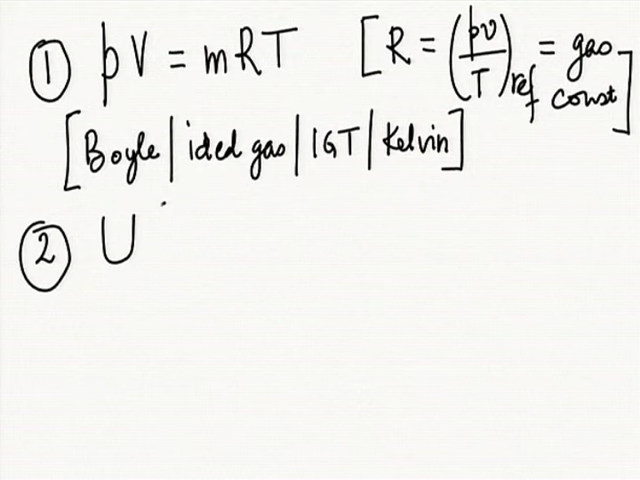 ① pV = mRT [R = (pv/T)ref = gas const]
[Boyle | ideal gas | IGT | Kelvin]
② U